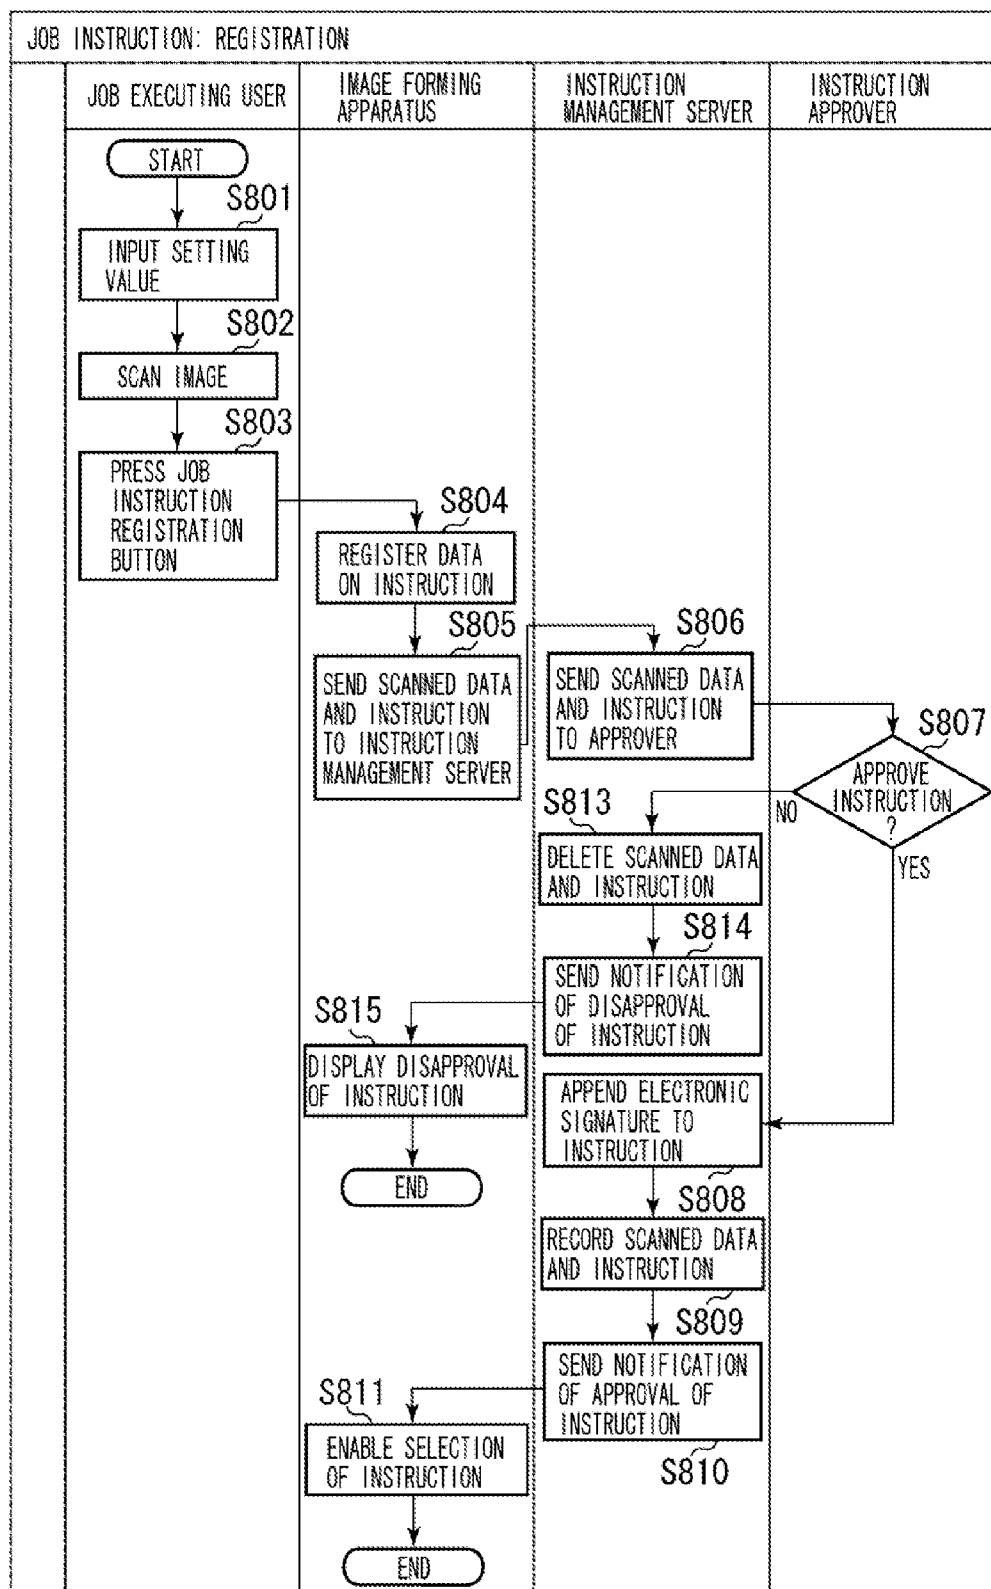 JOB INSTRUCTION: REGISTRATION
JOB EXECUTING USER
IMAGE FORMING
APPARATUS
INSTRUCTION
MANAGEMENT SERVER
INSTRUCTION
APPROVER
START
S801
INPUT SETTING
VALUE
S802
SCAN IMAGE
S803
PRESS JOB
INSTRUCTION
REGISTRATION
BUTTON
S804
REGISTER DATA
ON INSTRUCTION
S805
SEND SCANNED DATA
AND INSTRUCTION
TO INSTRUCTION
MANAGEMENT SERVER
S806
SEND SCANNED DATA
AND INSTRUCTION
TO APPROVER
S807
APPROVE
INSTRUCTION
?
NO
YES
S813
DELETE SCANNED DATA
AND INSTRUCTION
S814
SEND NOTIFICATION
OF DISAPPROVAL
OF INSTRUCTION
S815
DISPLAY DISAPPROVAL
OF INSTRUCTION
END
APPEND ELECTRONIC
SIGNATURE TO
INSTRUCTION
S808
RECORD SCANNED DATA
AND INSTRUCTION
S809
SEND NOTIFICATION
OF APPROVAL OF
INSTRUCTION
S810
S811
ENABLE SELECTION
OF INSTRUCTION
END